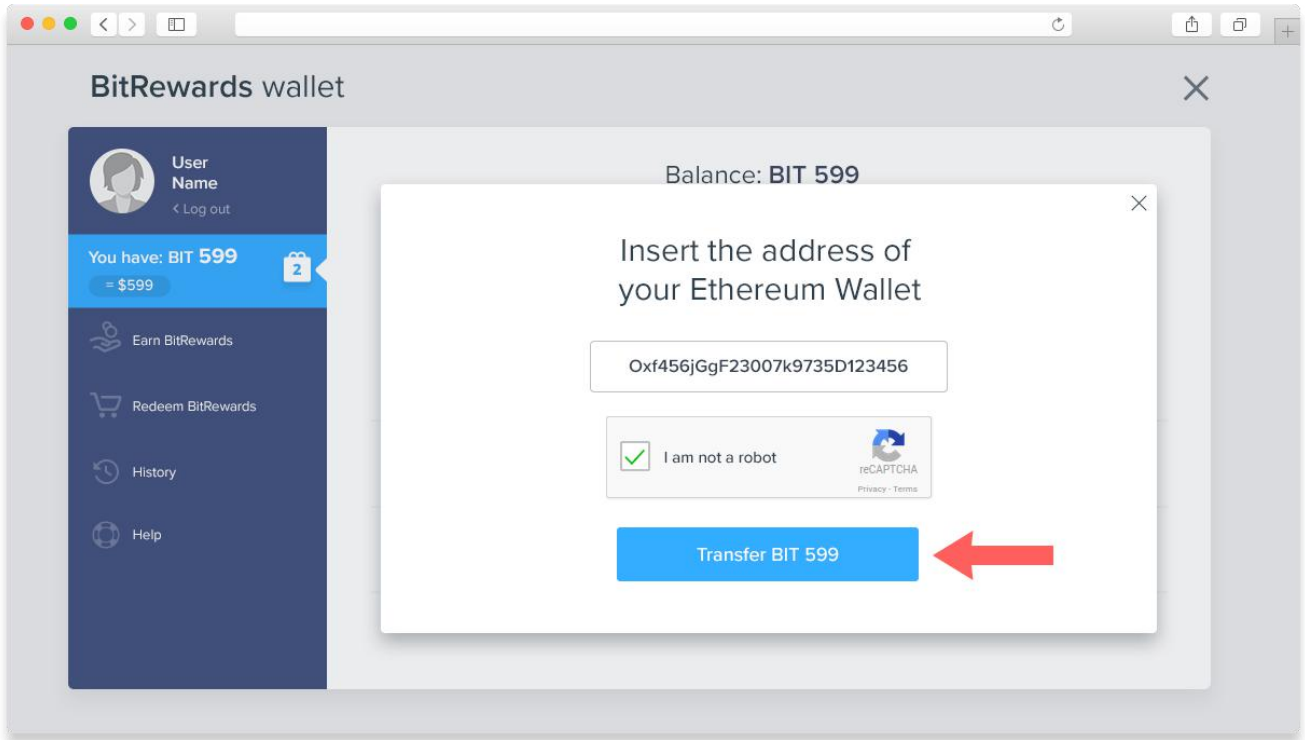 BitRewards wallet
User
Name
< Log out
You have: BIT 599
2
= $599
Earn BitRewards
Redeem BitRewards
History
Help
Balance: BIT 599
Insert the address of
your Ethereum Wallet
Oxf456jGgF23007k9735D123456
I am not a robot
reCAPTCHA
Privacy - Terms
Transfer BIT 599